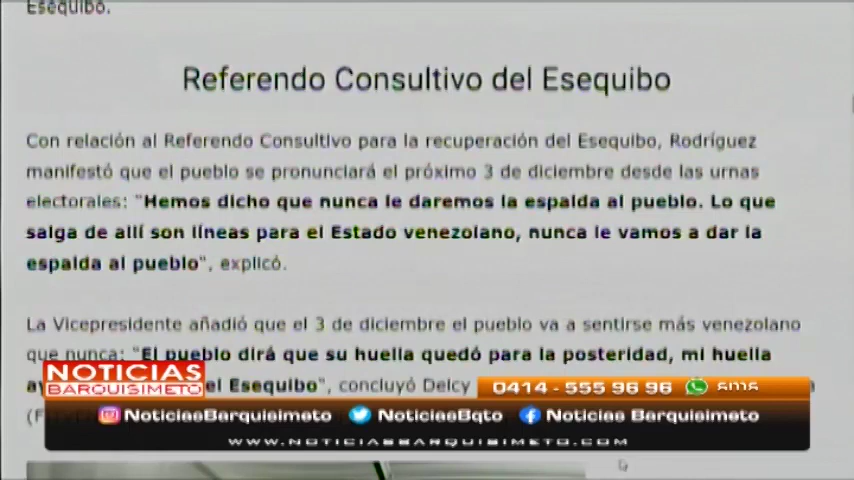 Esequibo.
Referendo Consultivo del Esequibo
Con relación al Referendo Consultivo para la recuperación del Esequibo, Rodríguez
manifestó que el pueblo se pronunciará el próximo 3 de diciembre desde las urnas
electorales: "Hemos dicho que nunca le daremos la espalda al pueblo. Lo que
salga de allí son líneas para el Estado venezolano, nunca le vamos a dar la
espalda al pueblo", explicó.
La Vicepresidente añadió que el 3 de diciembre el pueblo va a sentirse más venezolano
que nunca: "El pueblo dirá que su huella quedó para la posteridad, mi huella
el Esequibo", concluyó Delcy
NOTICIAS
BARQUISIMETO
0414 - 555 96 96
NoticiasBarquisimeto NoticiasBqto Noticias Barquisimeto
WWW.NOTICIASBARQUISIMETO.COM